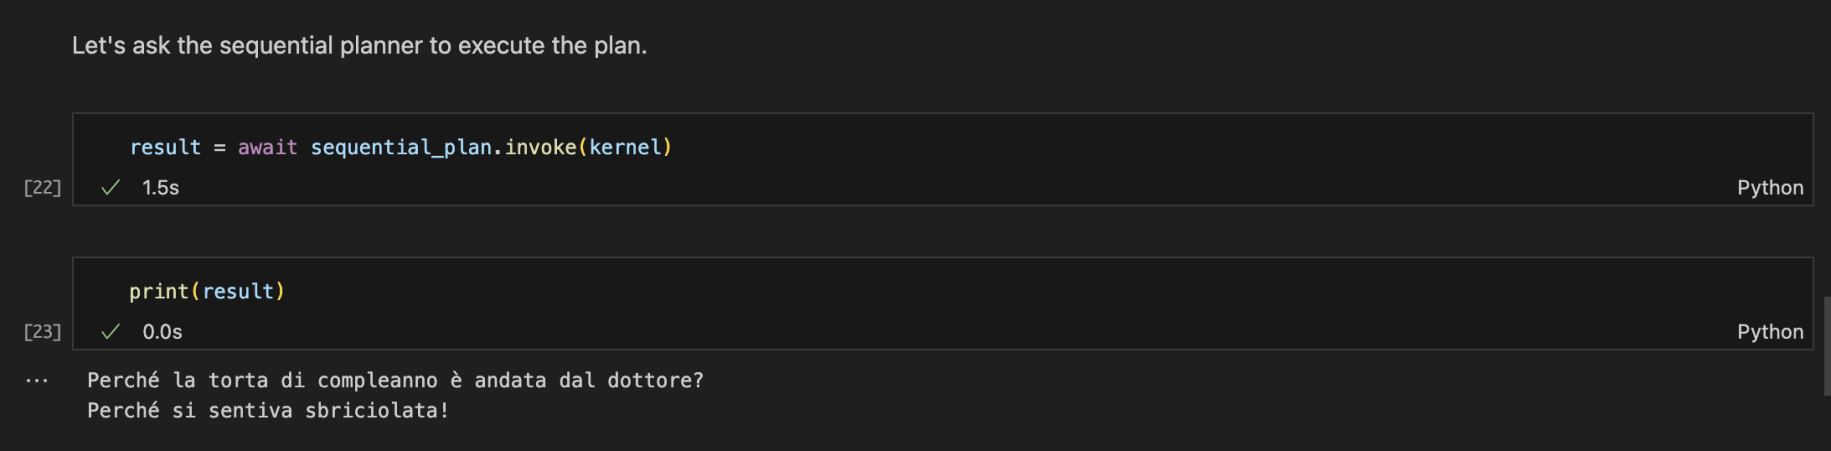 Let's ask the sequential planner to execute the plan.
result = await sequential_plan.invoke(kernel)
[22]
1.5s
Python
print(result)
[23]
0.0s
Python
...
Perché la torta di compleanno è andata dal dottore?
Perché si sentiva sbriciolata!